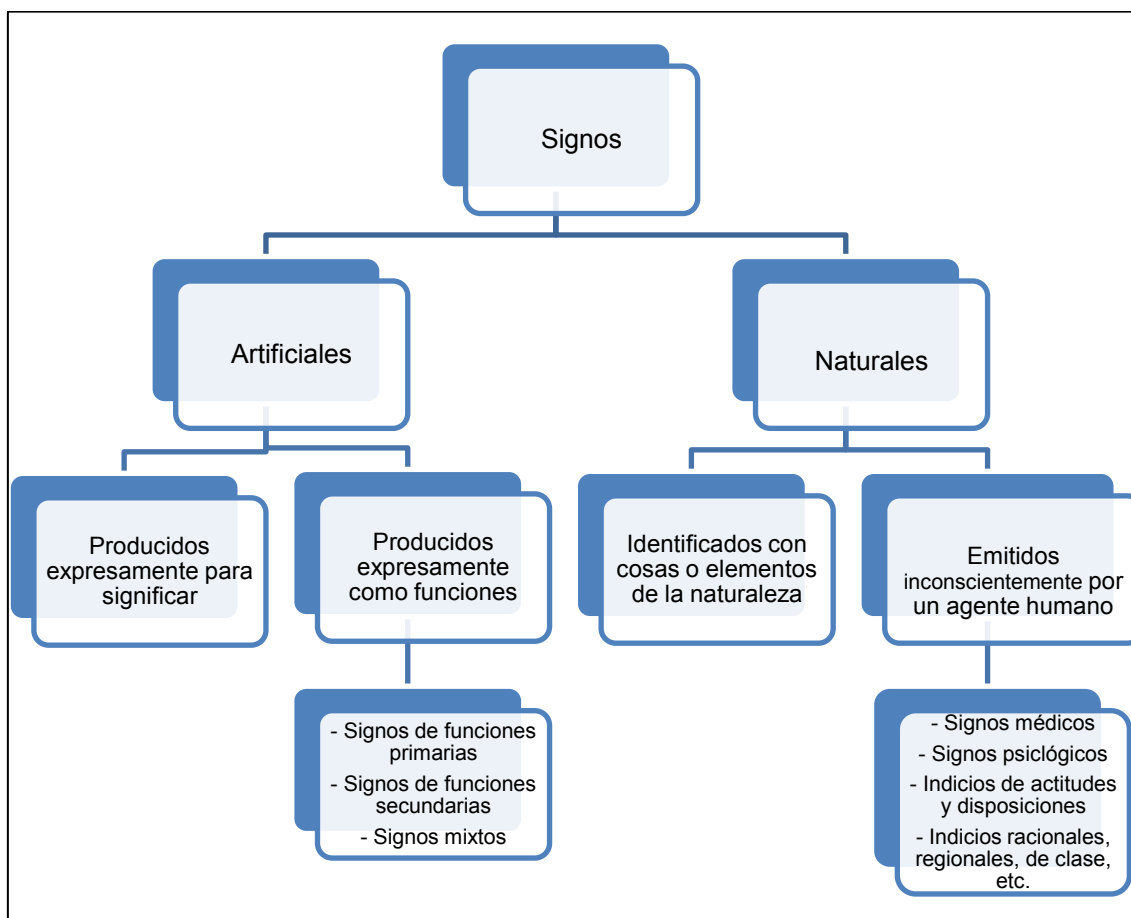 Signos
Artificiales
Naturales
Producidos
expresamente para
significar
Producidos
expresamente
como funciones
Identificados con
cosas o elementos
de la naturaleza
Emitidos
inconscientemente por
un agente humano
- Signos de funciones
primarias
- Signos de funciones
secundarias
- Signos mixtos
- Signos médicos
- Signos psiclógicos
- Indicios de actitudes
y disposiciones
- Indicios racionales,
regionales, de clase,
etc.